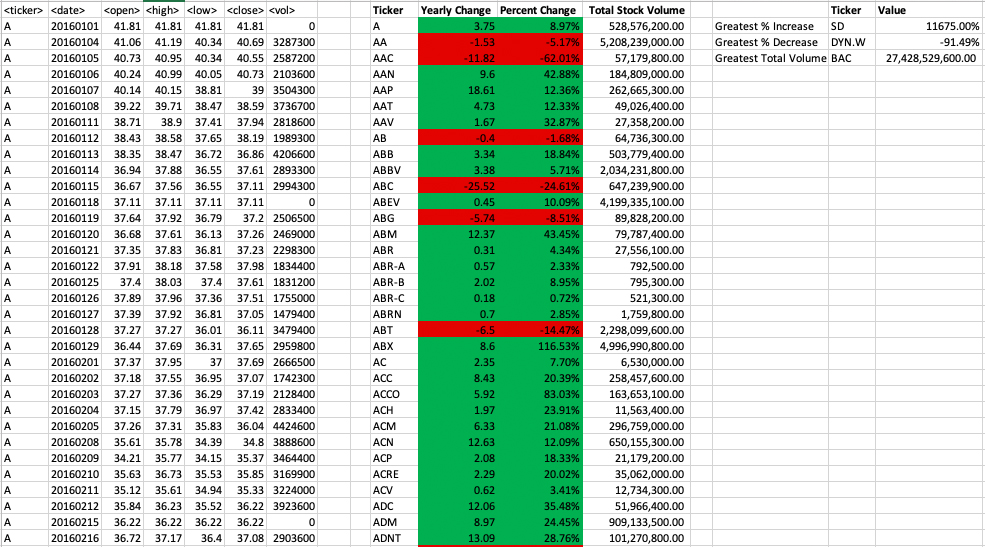 <ticker> <date> <open> <high> <low> <close> <vol> Ticker Yearly Change Percent Change Total Stock Volume Ticker Value
A 20160101 41.81 41.81 41.81 41.81 0 A 3.75 8.97% 528,576,200.00 Greatest % Increase SD 11675.00%
A 20160104 41.06 41.19 40.34 40.69 3287300 AA -1.53 -5.17% 5,208,239,000.00 Greatest % Decrease DYN.W -91.49%
A 20160105 40.73 40.95 40.34 40.55 2587200 AAC -11.82 -62.01% 57,179,800.00 Greatest Total Volume BAC 27,428,529,600.00
A 20160106 40.24 40.99 40.05 40.73 2103600 AAN 9.6 42.88% 184,809,000.00
A 20160107 40.14 40.15 38.81 39 3504300 AAP 18.61 12.36% 262,665,300.00
A 20160108 39.22 39.71 38.47 38.59 3736700 AAT 4.73 12.33% 49,026,400.00
A 20160111 38.71 38.9 37.41 37.94 2818600 AAV 1.67 32.87% 27,358,200.00
A 20160112 38.43 38.58 37.65 38.19 1989300 AB -0.4 -1.68% 64,736,300.00
A 20160113 38.35 38.47 36.72 36.86 4206600 ABB 3.34 18.84% 503,779,400.00
A 20160114 36.94 37.88 36.55 37.61 2893300 ABBV 3.38 5.71% 2,034,231,800.00
A 20160115 36.67 37.56 36.55 37.11 2994300 ABC -25.52 -24.61% 647,239,900.00
A 20160118 37.11 37.11 37.11 37.11 0 ABEV 0.45 10.09% 4,199,335,100.00
A 20160119 37.64 37.92 36.79 37.2 2506500 ABG -5.74 -8.51% 89,828,200.00
A 20160120 36.68 37.61 36.13 37.26 2469000 ABM 12.37 43.45% 79,787,400.00
A 20160121 37.35 37.83 36.81 37.23 2298300 ABR 0.31 4.34% 27,556,100.00
A 20160122 37.91 38.18 37.58 37.98 1834400 ABR-A 0.57 2.33% 792,500.00
A 20160125 37.4 38.03 37.4 37.61 1831200 ABR-B 2.02 8.95% 795,300.00
A 20160126 37.89 37.96 37.36 37.51 1755000 ABR-C 0.18 0.72% 521,300.00
A 20160127 37.39 37.92 36.81 37.05 1479400 ABRN 0.7 2.85% 1,759,800.00
A 20160128 37.27 37.27 36.01 36.11 3479400 ABT -6.5 -14.47% 2,298,099,600.00
A 20160129 36.44 37.69 36.31 37.65 2959800 ABX 8.6 116.53% 4,996,990,800.00
A 20160201 37.37 37.95 37 37.69 2666500 AC 2.35 7.70% 6,530,000.00
A 20160202 37.18 37.55 36.95 37.07 1742300 ACC 8.43 20.39% 258,457,600.00
A 20160203 37.27 37.36 36.29 37.19 2128400 ACCO 5.92 83.03% 163,653,100.00
A 20160204 37.15 37.79 36.97 37.42 2833400 ACH 1.97 23.91% 11,563,400.00
A 20160205 37.26 37.31 35.83 36.04 4424600 ACM 6.33 21.08% 296,759,000.00
A 20160208 35.61 35.78 34.39 34.8 3888600 ACN 12.63 12.09% 650,155,300.00
A 20160209 34.21 35.77 34.15 35.37 3464400 ACP 2.08 18.33% 21,179,200.00
A 20160210 35.63 36.73 35.53 35.85 3169900 ACRE 2.29 20.02% 35,062,000.00
A 20160211 35.12 35.61 34.94 35.33 3224000 ACV 0.62 3.41% 12,734,300.00
A 20160212 35.84 36.23 35.52 36.22 3923600 ADC 12.06 35.48% 51,966,400.00
A 20160215 36.22 36.22 36.22 36.22 0 ADM 8.97 24.45% 909,133,500.00
A 20160216 36.72 37.17 36.4 37.08 2903600 ADNT 13.09 28.76% 101,270,800.00